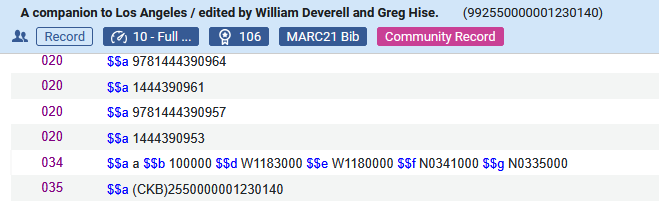 A companion to Los Angeles / edited by William Deverell and Greg Hise. (992550000001230140)
Record 10 - Full ... 106 MARC21 Bib Community Record
020 $$a 9781444390964
020 $$a 1444390961
020 $$a 9781444390957
020 $$a 1444390953
034 $$a a $$b 100000 $$d W1183000 $$e W1180000 $$f N0341000 $$g N0335000
035 $$a (CKB)2550000001230140